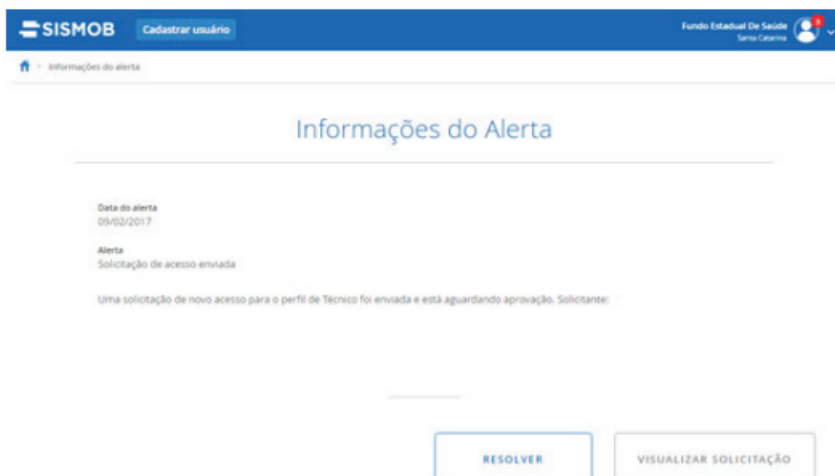 SISMOB
Cadastrar usuário
Fundo Estadual De Saúde
Santa Catarina
Informações do alerta
Informações do Alerta
Data do alerta
09/02/2017
Alerta
Solicitação de acesso enviada
Uma solicitação de novo acesso para o perfil de Técnico foi enviada e está aguardando aprovação. Solicitante:
RESOLVER
VISUALIZAR SOLICITAÇÃO